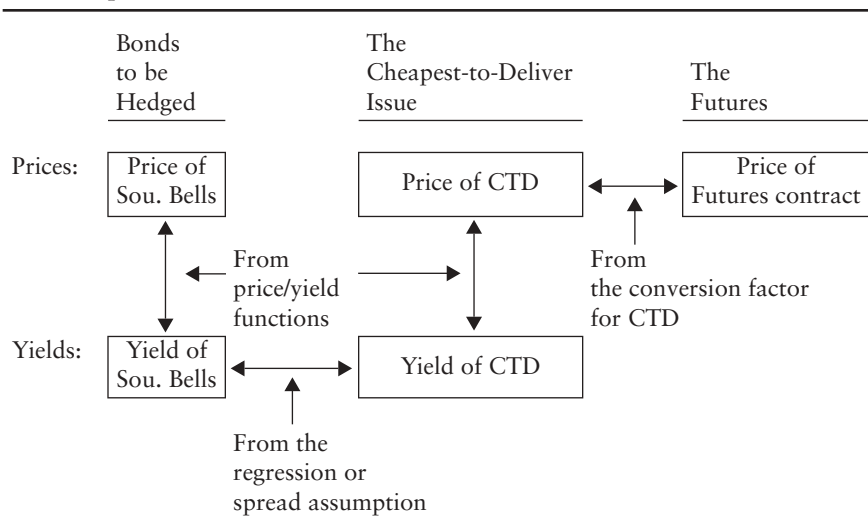 Bonds
to be
Hedged
The
Cheapest-to-Deliver
Issue
The
Futures
Prices:
Price of
Sou. Bells
Price of CTD
Price of
Futures contract
From
price/yield
functions
From
the conversion factor
for CTD
Yields:
Yield of
Sou. Bells
Yield of CTD
From the
regression or
spread assumption